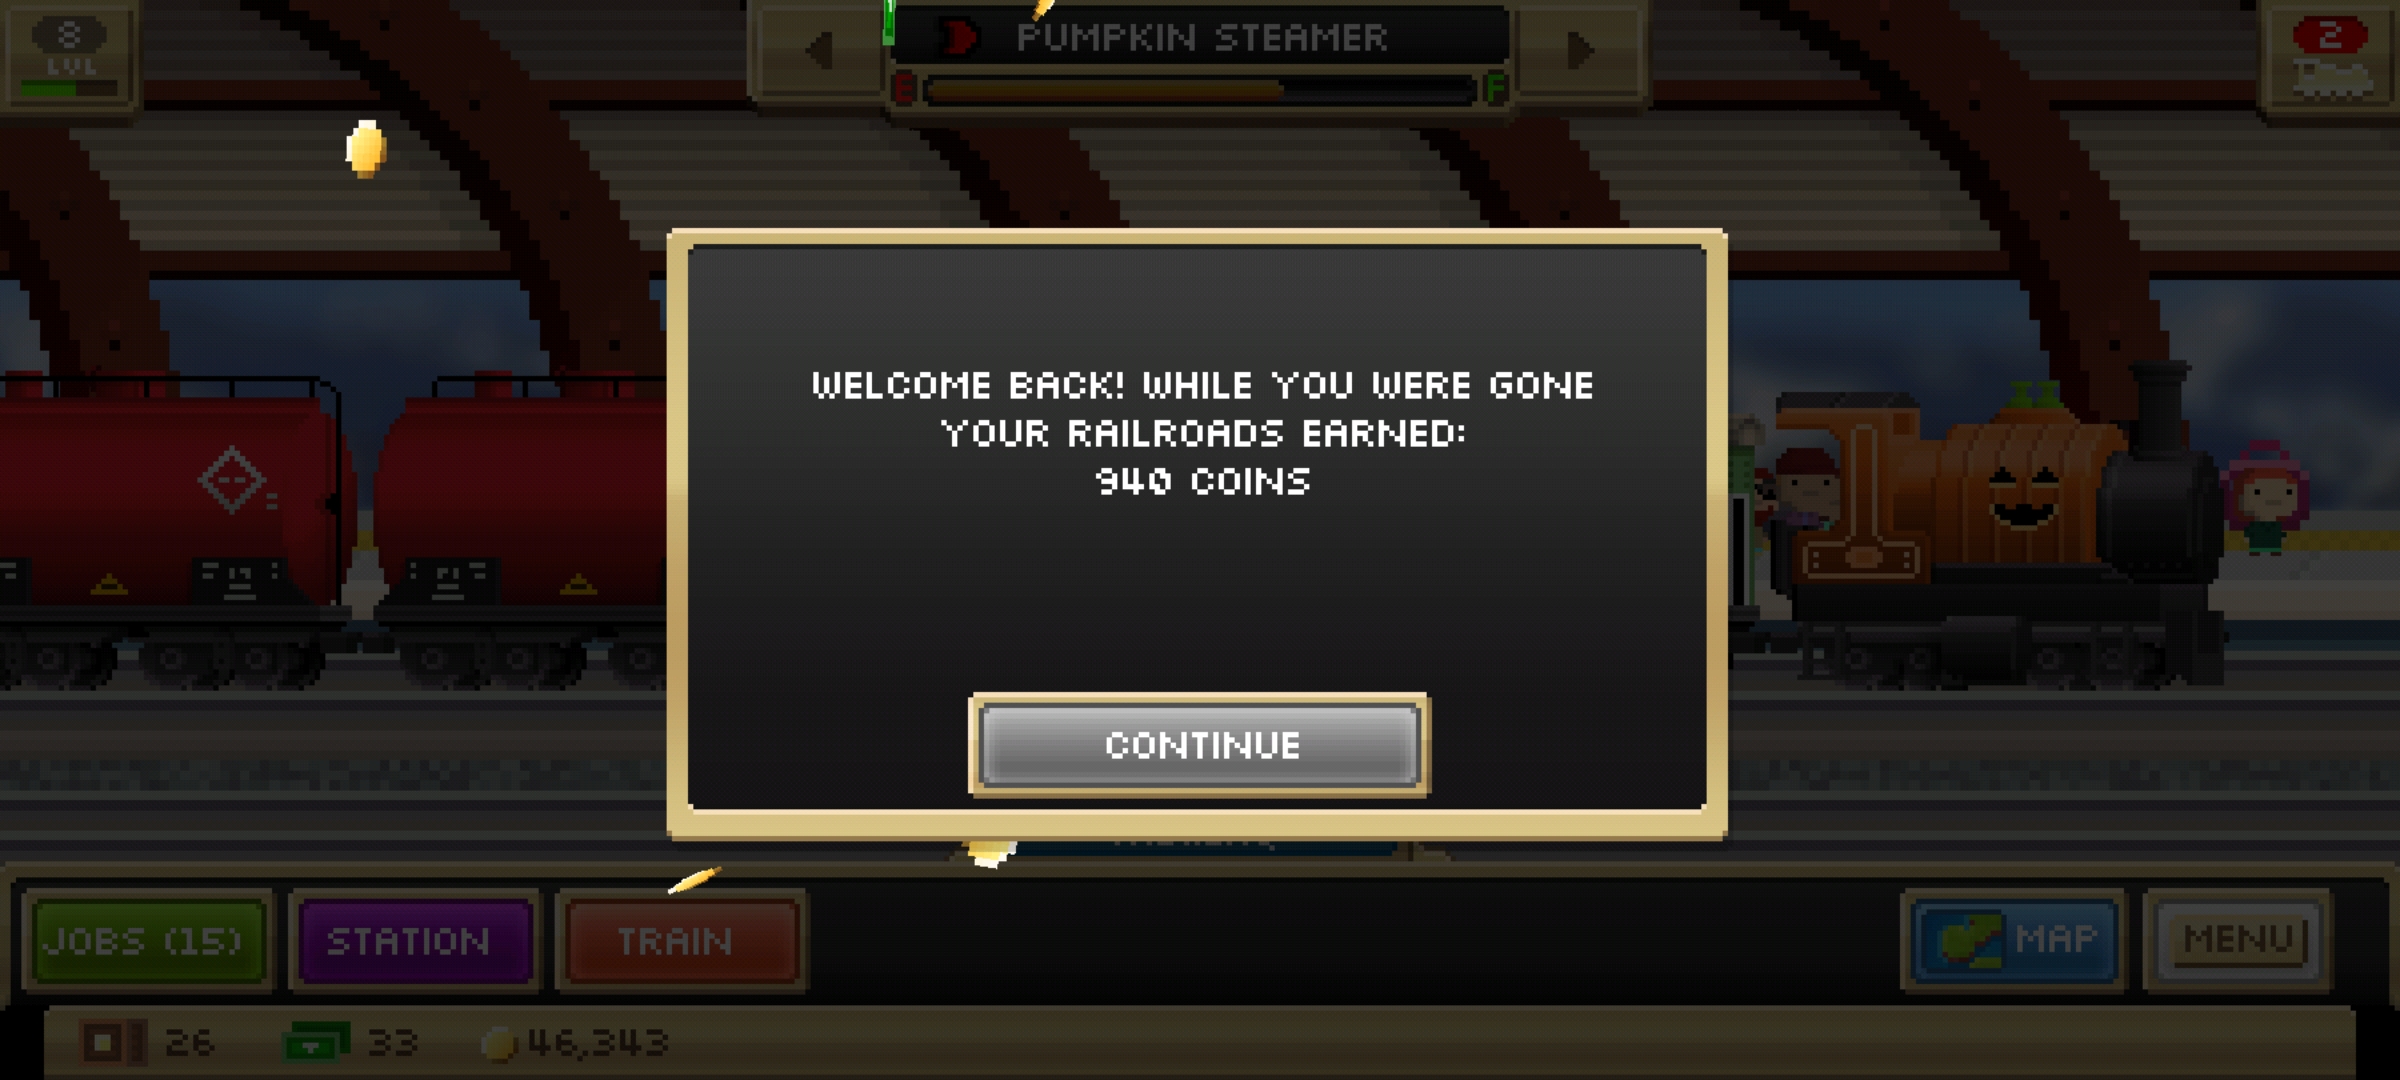 8
LVL
PUMPKIN STEAMER
E F
2
WELCOME BACK! WHILE YOU WERE GONE
YOUR RAILROADS EARNED:
940 COINS
CONTINUE
JOBS (15)
STATION
TRAIN
MAP
MENU
26
33
46,343